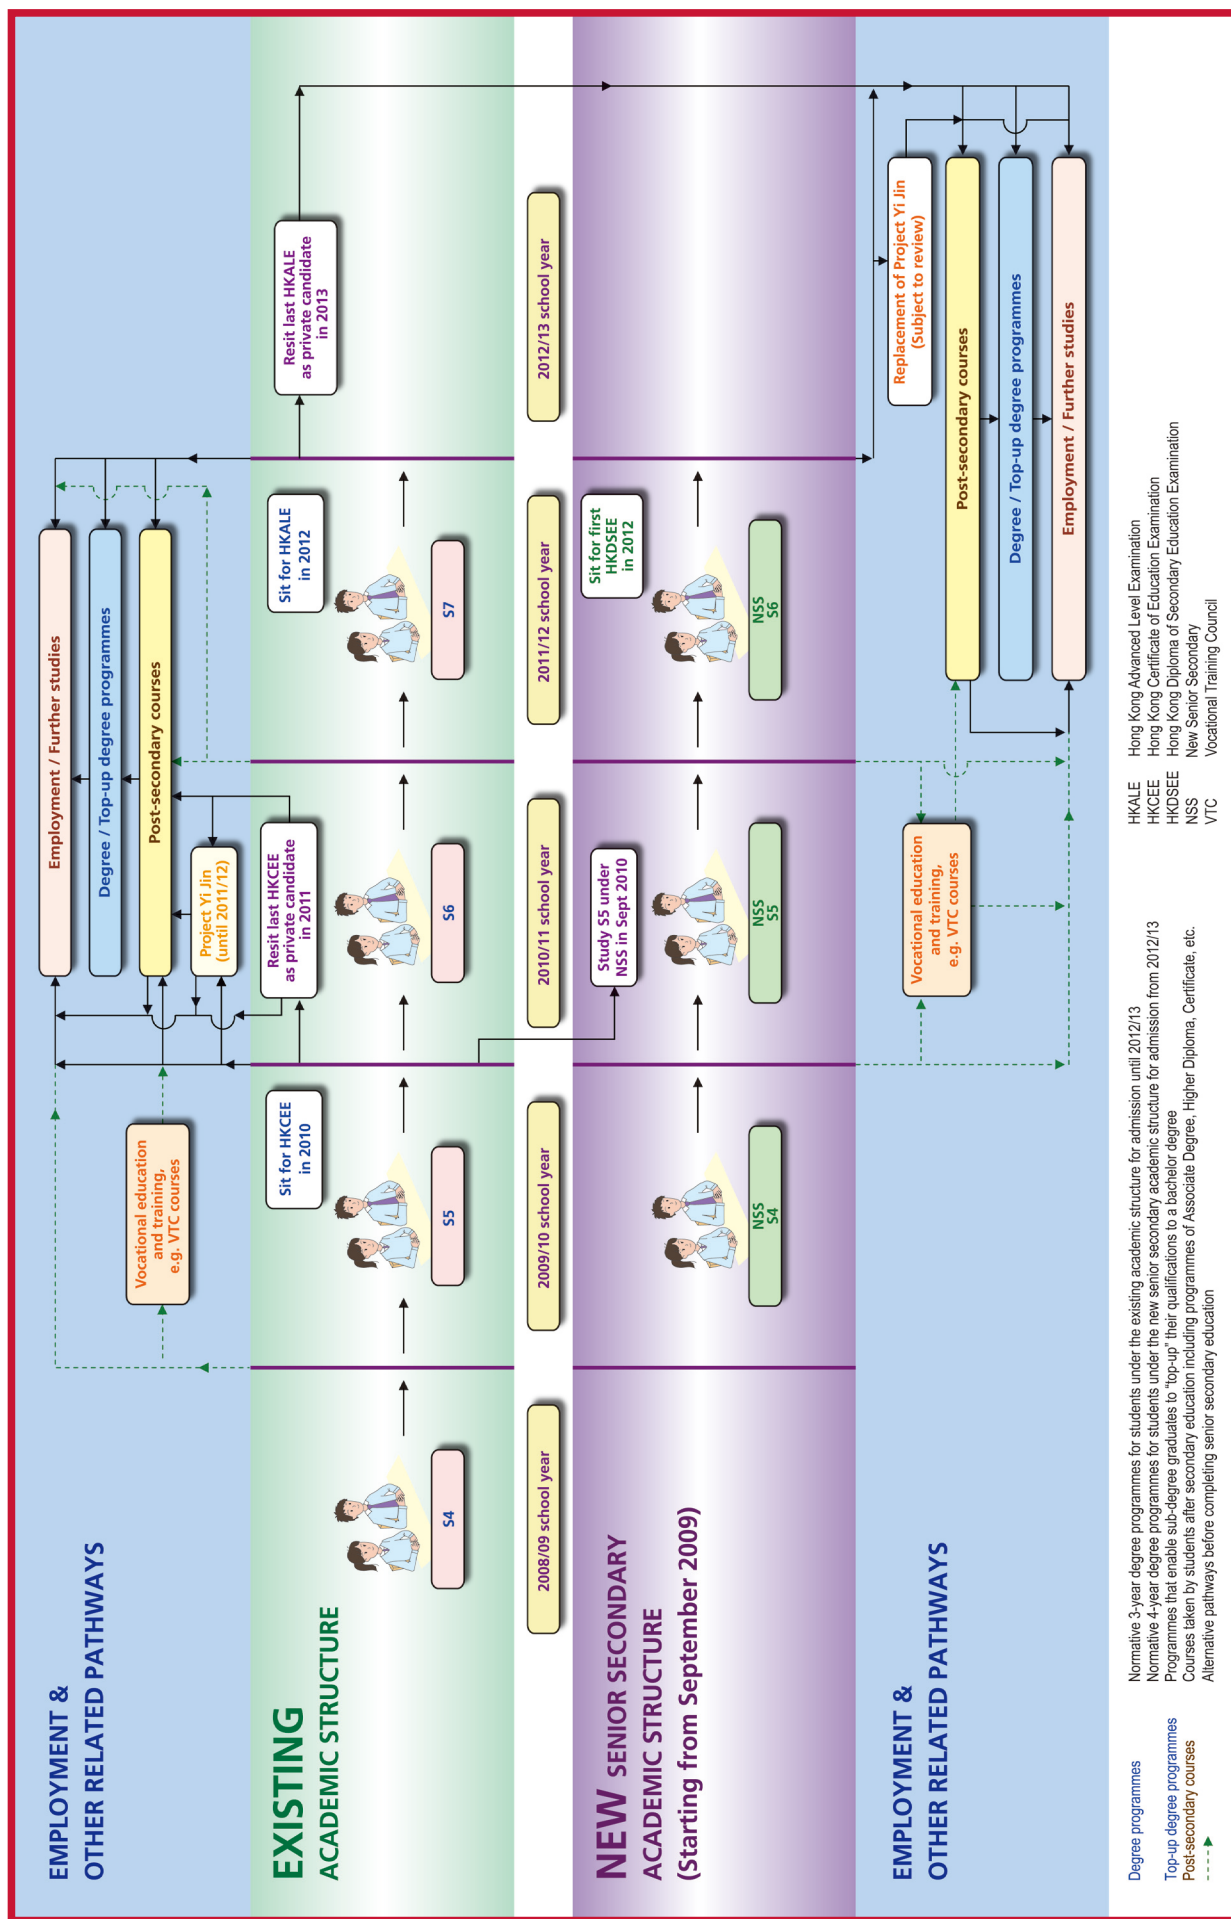 EMPLOYMENT &
OTHER RELATED PATHWAYS
Employment / Further studies
Degree / Top-up degree programmes
Post-secondary courses
Vocational education
and training,
e.g. VTC courses
Project Yi Jin
(until 2011/12)
EXISTING
ACADEMIC STRUCTURE
Sit for HKCEE
in 2010
Resit last HKCEE
as private candidate
in 2011
Sit for HKALE
in 2012
Resit last HKALE
as private candidate
in 2013
S4
S5
S6
S7
2008/09 school year
2009/10 school year
2010/11 school year
2011/12 school year
2012/13 school year
NEW SENIOR SECONDARY
ACADEMIC STRUCTURE
(Starting from September 2009)
Study S5 under
NSS in Sept 2010
Sit for first
HKDSEE
in 2012
NSS
S4
NSS
S5
NSS
S6
EMPLOYMENT &
OTHER RELATED PATHWAYS
Vocational education
and training,
e.g. VTC courses
Replacement of Project Yi Jin
(Subject to review)
Post-secondary courses
Degree / Top-up degree programmes
Employment / Further studies
Degree programmes Normative 3-year degree programmes for students under the existing academic structure for admission until 2012/13
Normative 4-year degree programmes for students under the new senior secondary academic structure for admission from 2012/13
Top-up degree programmes Programmes that enable sub-degree graduates to "top-up" their qualifications to a bachelor degree
Post-secondary courses Courses taken by students after secondary education including programmes of Associate Degree, Higher Diploma, Certificate, etc.
Alternative pathways before completing senior secondary education
HKALE Hong Kong Advanced Level Examination
HKCEE Hong Kong Certificate of Education Examination
HKDSEE Hong Kong Diploma of Secondary Education Examination
NSS New Senior Secondary
VTC Vocational Training Council